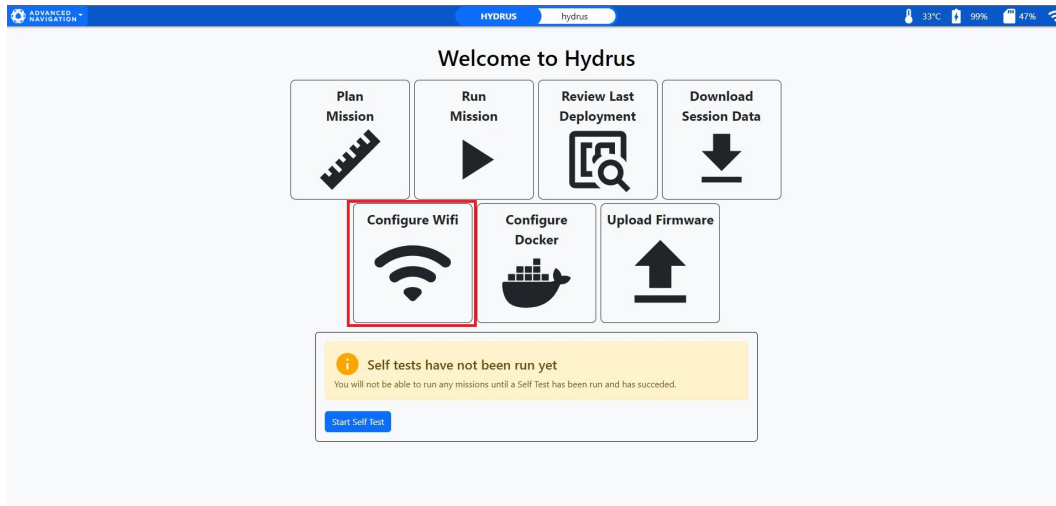 ADVANCED
NAVIGATION
HYDRUS
hydrus
33°C
99%
47%
Welcome to Hydrus
Plan
Mission
Run
Mission
Review Last
Deployment
Download
Session Data
Configure Wifi
Configure
Docker
Upload Firmware
Self tests have not been run yet
You will not be able to run any missions until a Self Test has been run and has succeded.
Start Self Test